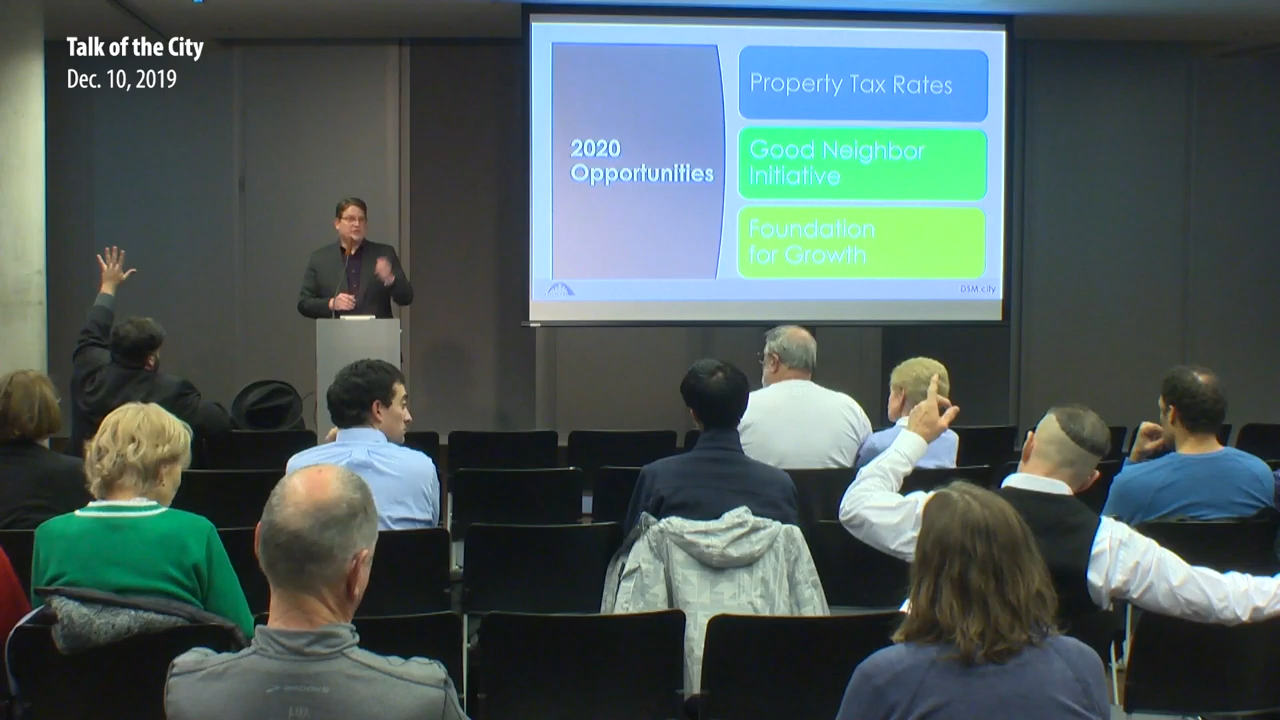 Talk of the City
Dec. 10, 2019
2020
Opportunities
Property Tax Rates
Good Neighbor
Initiative
Foundation
for Growth
DSM.city